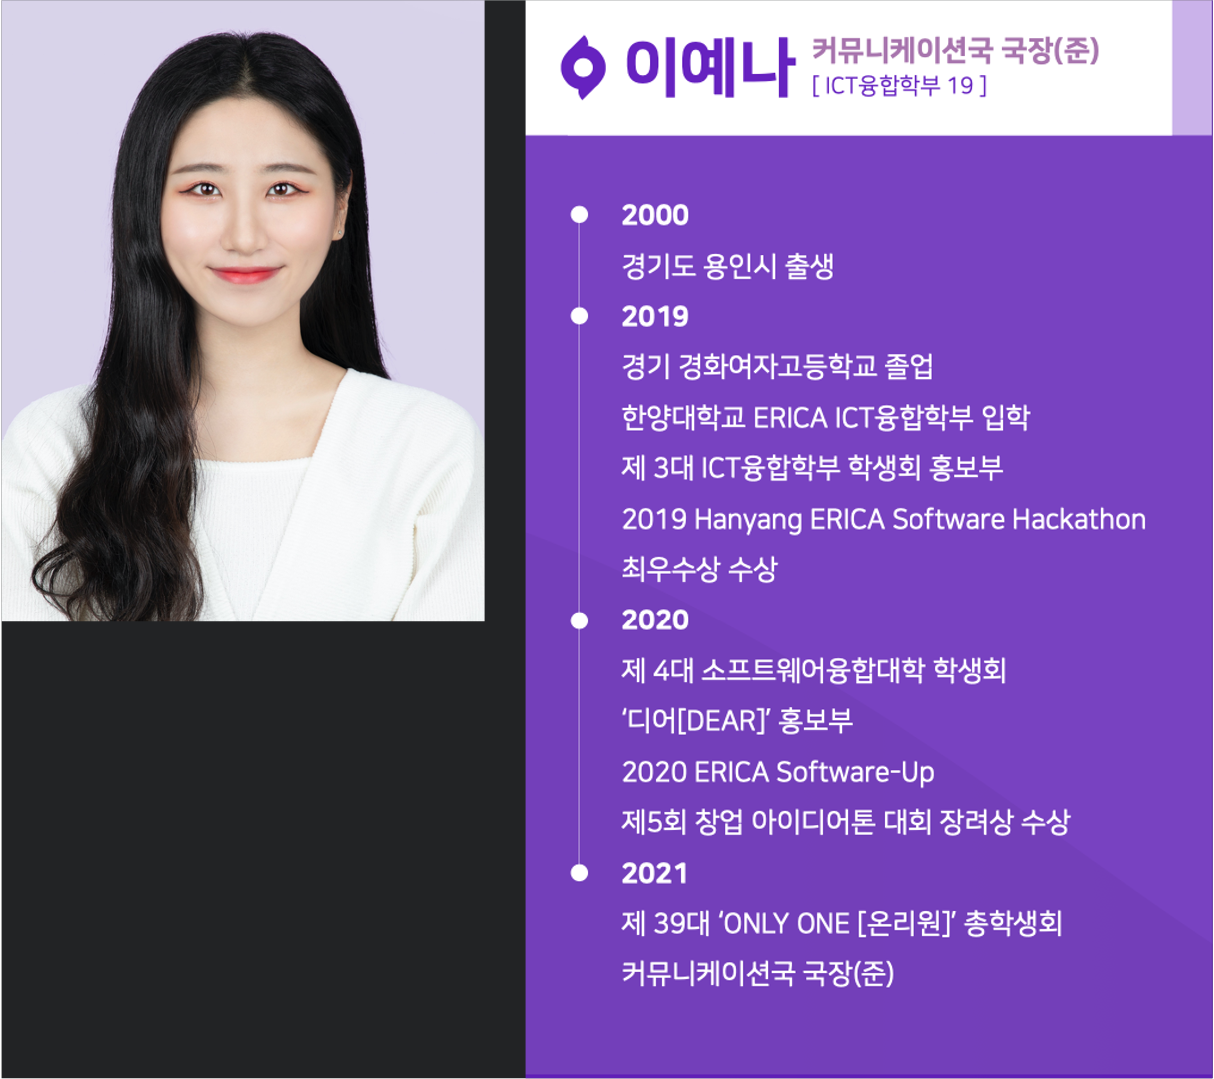 이예나
커뮤니케이션국 국장(준)
[ ICT융합학부 19 ]
2000
경기도 용인시 출생
2019
경기 경화여자고등학교 졸업
한양대학교 ERICA ICT융합학부 입학
제 3대 ICT융합학부 학생회 홍보부
2019 Hanyang ERICA Software Hackathon
최우수상 수상
2020
제 4대 소프트웨어융합대학 학생회
‘디어[DEAR]’ 홍보부
2020 ERICA Software-Up
제5회 창업 아이디어톤 대회 장려상 수상
2021
제 39대 ‘ONLY ONE [온리원]’ 총학생회
커뮤니케이션국 국장(준)